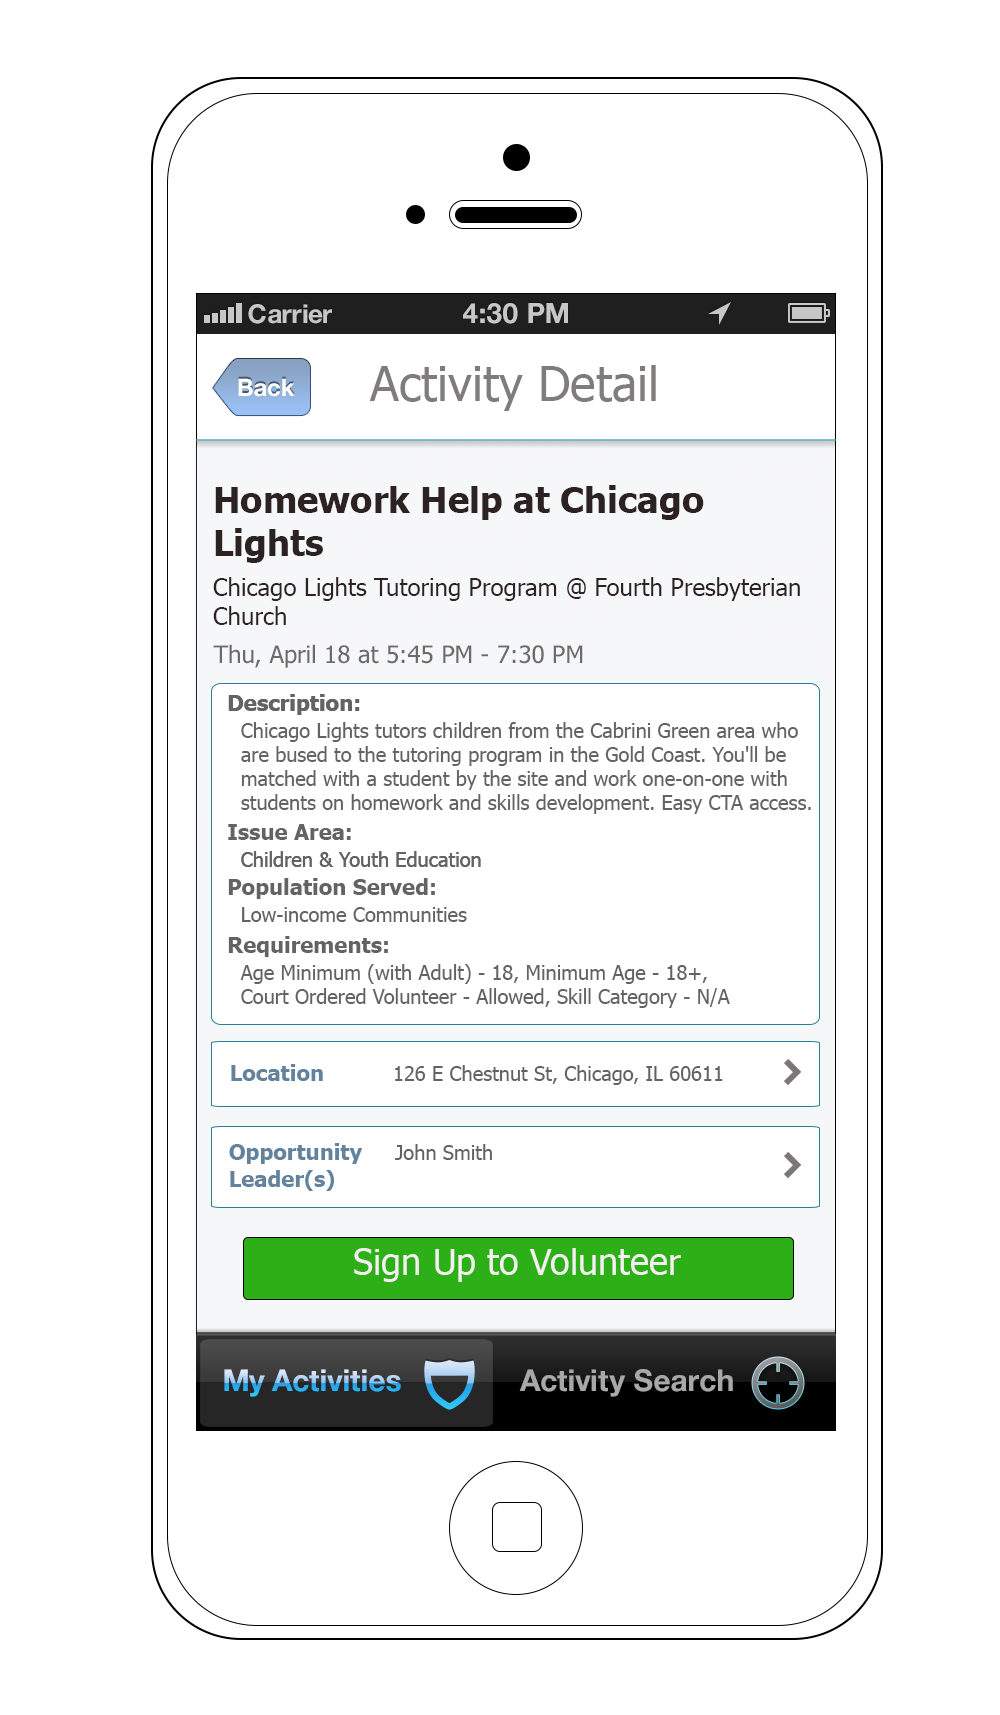 Carrier 4:30 PM
Back Activity Detail
Homework Help at Chicago
Lights
Chicago Lights Tutoring Program @ Fourth Presbyterian
Church
Thu, April 18 at 5:45 PM - 7:30 PM
Description:
Chicago Lights tutors children from the Cabrini Green area who
are bused to the tutoring program in the Gold Coast. You'll be
matched with a student by the site and work one-on-one with
students on homework and skills development. Easy CTA access.
Issue Area:
Children & Youth Education
Population Served:
Low-income Communities
Requirements:
Age Minimum (with Adult) - 18, Minimum Age - 18+,
Court Ordered Volunteer - Allowed, Skill Category - N/A
Location 126 E Chestnut St, Chicago, IL 60611
Opportunity John Smith
Leader(s)
Sign Up to Volunteer
My Activities Activity Search